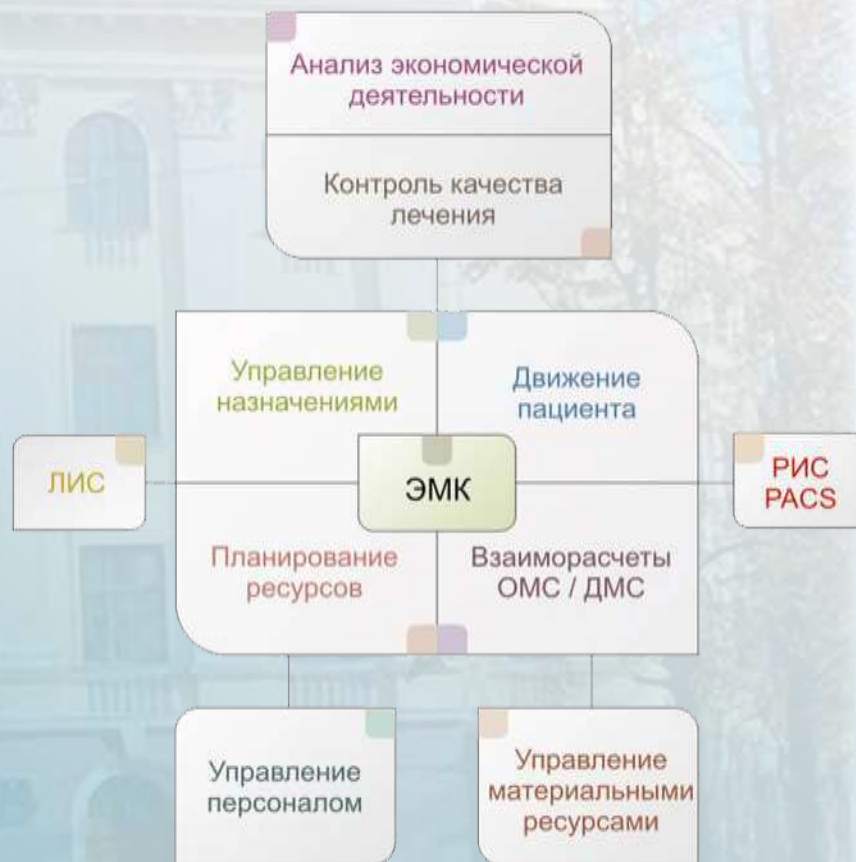 Анализ экономической
деятельности
Контроль качества
лечения
Управление
назначениями
Движение
пациента
ЛИС
ЭМК
РИС
PACS
Планирование
ресурсов
Взаиморасчеты
ОМС / ДМС
Управление
персоналом
Управление
материальными
ресурсами